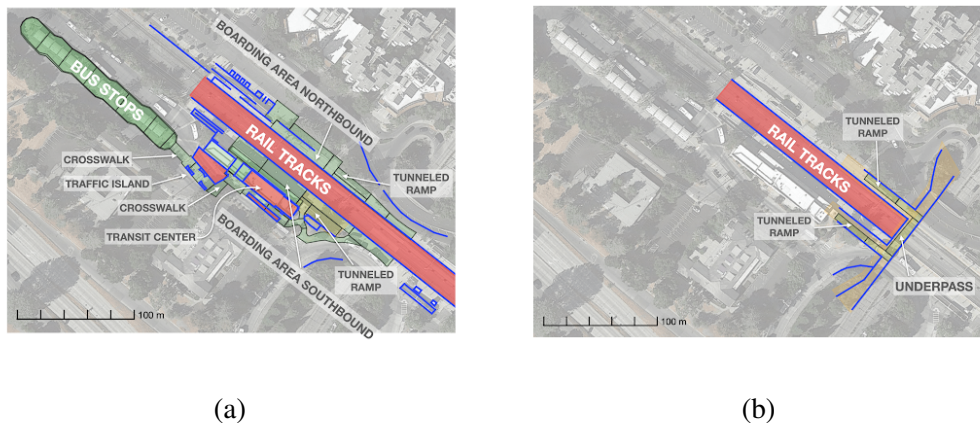 BOARDING AREA NORTHBOUND
BUS STOPS
RAIL TRACKS
CROSSWALK
TRAFFIC ISLAND
CROSSWALK
TRANSIT CENTER
TUNNELED
RAMP
TUNNELED
RAMP
BOARDING AREA SOUTHBOUND
100 m
(a)
RAIL TRACKS
TUNNELED
RAMP
TUNNELED
RAMP
UNDERPASS
100 m
(b)